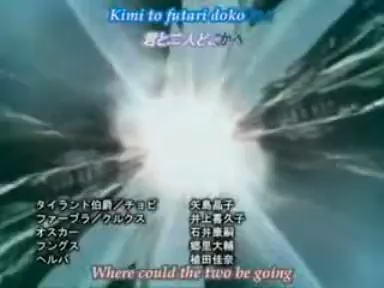 Kimi to futari doko
君と二人どこかへ
タイラント伯爵／チョビ 矢島晶子
ファーブラ／クルクス 井上喜久子
オスカー 石井康嗣
フングス 郷里大輔
ヘルバ 植田佳奈
Where could the two be going